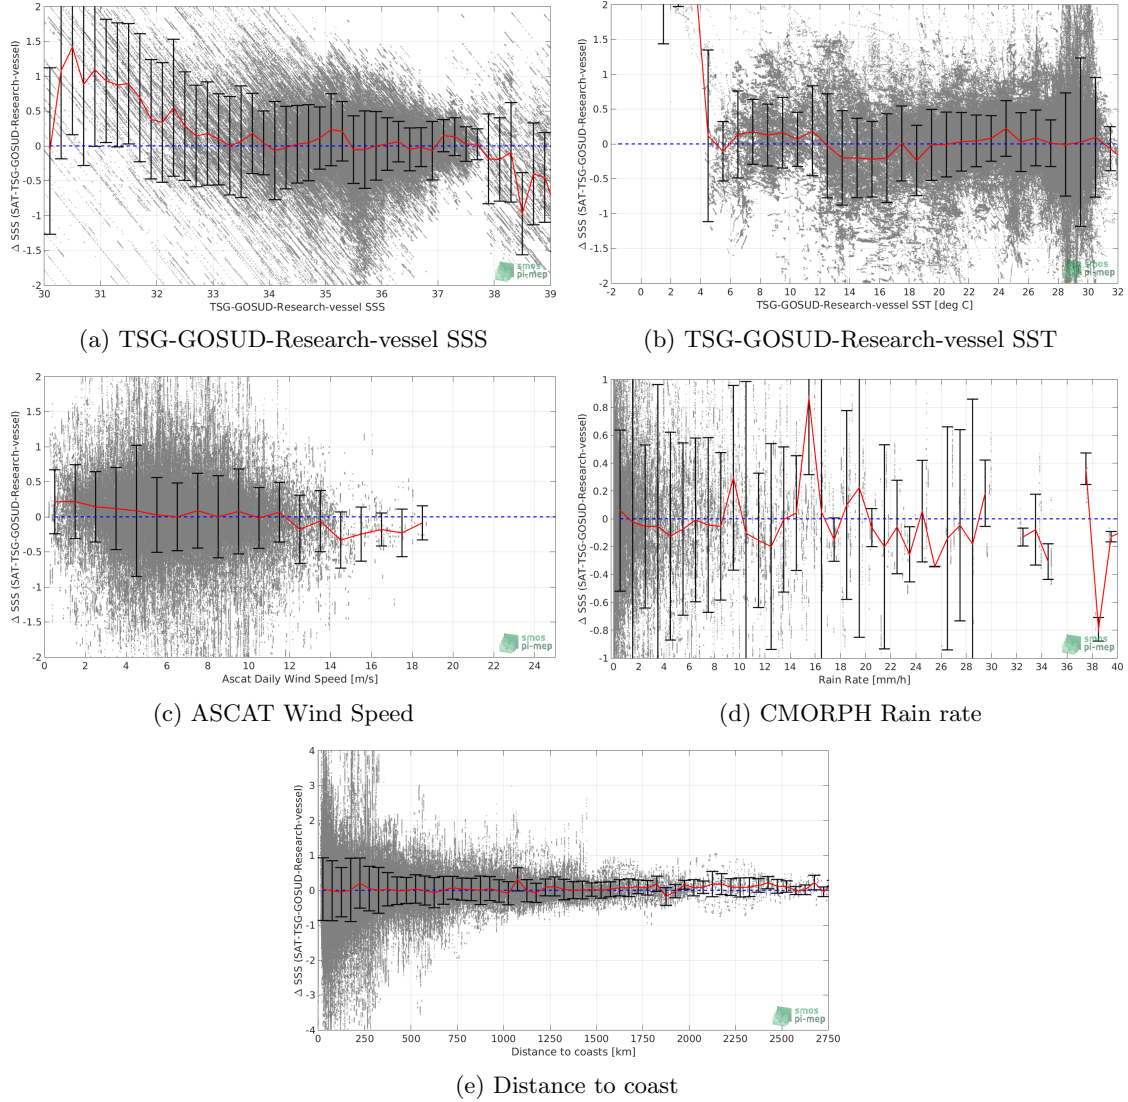 2
1.5
1
0.5
0
-0.5
-1
-1.5
-2
Δ SSS (SAT-TSG-GOSUD-Research-vessel)
30 31 32 33 34 35 36 37 38 39
TSG-GOSUD-Research-vessel SSS
smos
pi-mep
(a) TSG-GOSUD-Research-vessel SSS
2
1.5
1
0.5
0
-0.5
-1
-1.5
-2
Δ SSS (SAT-TSG-GOSUD-Research-vessel)
-2 0 2 4 6 8 10 12 14 16 18 20 22 24 26 28 30 32
TSG-GOSUD-Research-vessel SST [deg C]
smos
pi-mep
(b) TSG-GOSUD-Research-vessel SST
2
1.5
1
0.5
0
-0.5
-1
-1.5
-2
Δ SSS (SAT-TSG-GOSUD-Research-vessel)
0 2 4 6 8 10 12 14 16 18 20 22 24
Ascat Daily Wind Speed [m/s]
smos
pi-mep
(c) ASCAT Wind Speed
1
0.8
0.6
0.4
0.2
0
-0.2
-0.4
-0.6
-0.8
-1
Δ SSS (SAT-TSG-GOSUD-Research-vessel)
0 2 4 6 8 10 12 14 16 18 20 22 24 26 28 30 32 34 36 38 40
Rain Rate [mm/h]
smos
pi-mep
(d) CMORPH Rain rate
4
3
2
1
0
-1
-2
-3
-4
Δ SSS (SAT-TSG-GOSUD-Research-vessel)
0 250 500 750 1000 1250 1500 1750 2000 2250 2500 2750
Distance to coasts [km]
smos
pi-mep
(e) Distance to coast